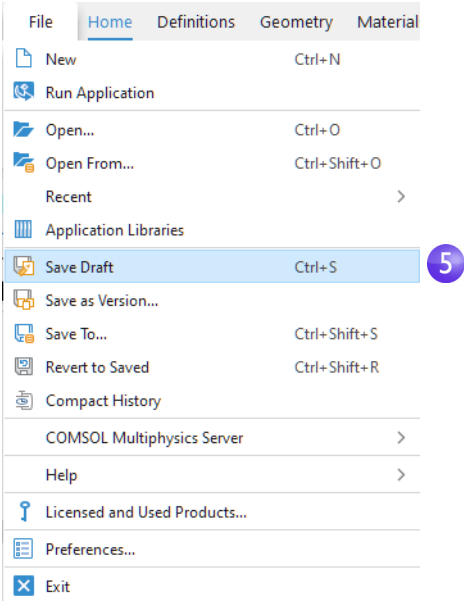 File Home Definitions Geometry Material
New Ctrl+N
Run Application
Open... Ctrl+O
Open From... Ctrl+Shift+O
Recent
Application Libraries
Save Draft Ctrl+S 5
Save as Version...
Save To... Ctrl+Shift+S
Revert to Saved Ctrl+Shift+R
Compact History
COMSOL Multiphysics Server
Help
Licensed and Used Products...
Preferences...
Exit